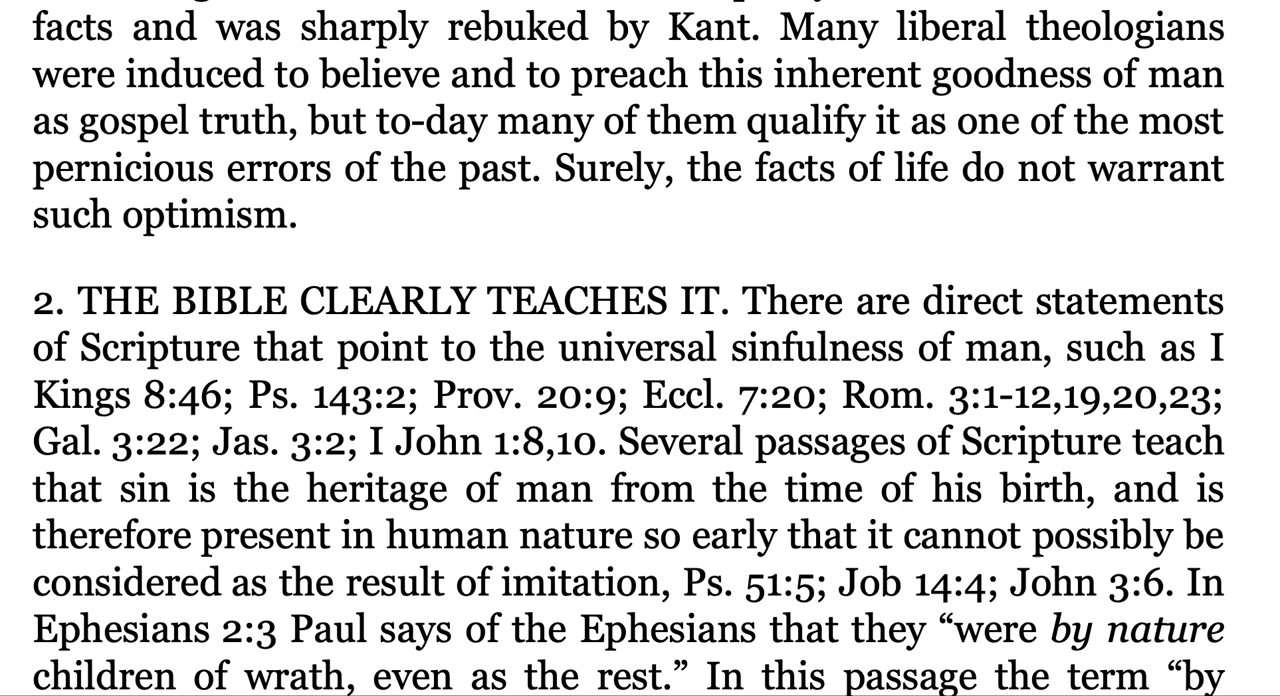 facts and was sharply rebuked by Kant. Many liberal theologians
were induced to believe and to preach this inherent goodness of man
as gospel truth, but to-day many of them qualify it as one of the most
pernicious errors of the past. Surely, the facts of life do not warrant
such optimism.
2. THE BIBLE CLEARLY TEACHES IT. There are direct statements
of Scripture that point to the universal sinfulness of man, such as I
Kings 8:46; Ps. 143:2; Prov. 20:9; Eccl. 7:20; Rom. 3:1-12,19,20,23;
Gal. 3:22; Jas. 3:2; I John 1:8,10. Several passages of Scripture teach
that sin is the heritage of man from the time of his birth, and is
therefore present in human nature so early that it cannot possibly be
considered as the result of imitation, Ps. 51:5; Job 14:4; John 3:6. In
Ephesians 2:3 Paul says of the Ephesians that they “were by nature
children of wrath, even as the rest.” In this passage the term “by